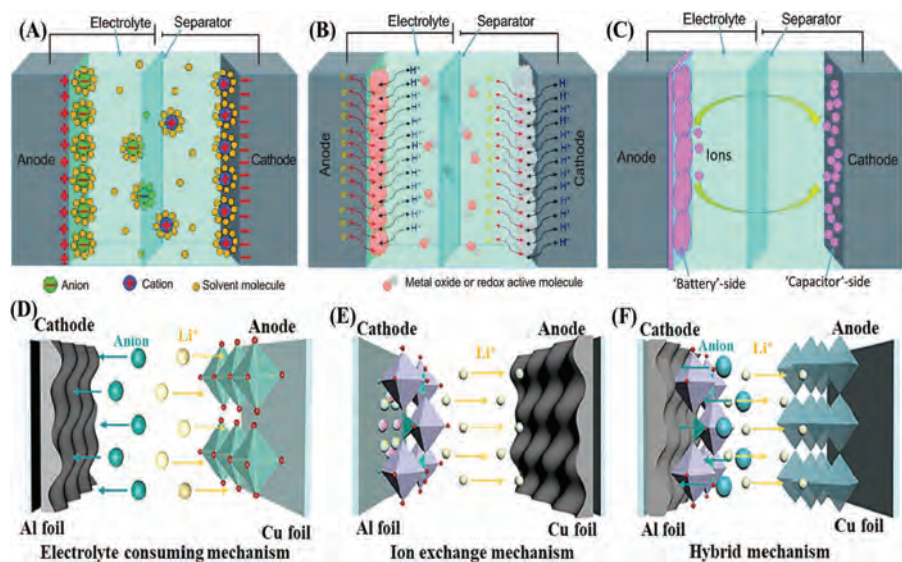 (A)
Electrolyte
Separator
Anode
Cathode
Anion
Cation
Solvent molecule
(B)
Electrolyte
Separator
Anode
Cathode
H⁺
H⁺
H⁺
H⁺
H⁺
H⁺
H⁺
H⁺
H⁺
H⁺
H⁺
H⁺
Metal oxide or redox active molecule
(C)
Electrolyte
Separator
Anode
Ions
Cathode
'Battery'-side
'Capacitor'-side
(D)
Cathode
Anion
Li⁺
Anode
Al foil
Cu foil
Electrolyte consuming mechanism
(E)
Cathode
Li⁺
Anode
Al foil
Cu foil
Ion exchange mechanism
(F)
Cathode
Anion
Li⁺
Anode
Al foil
Cu foil
Hybrid mechanism